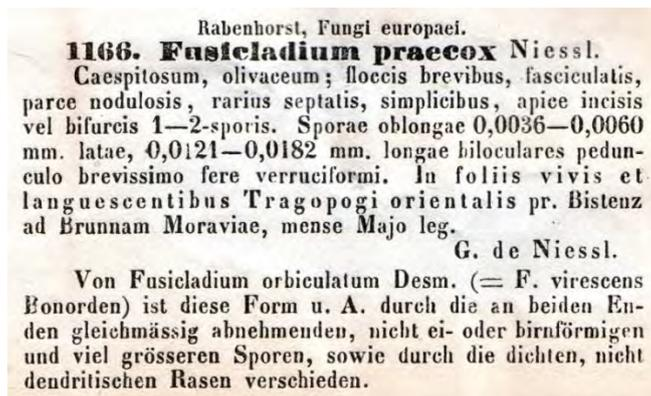 Rabenhorst, Fungi europaei.
1166. Fusicladium praecox Niessl.
Caespitosum, olivaceum; floccis brevibus, fasciculatis,
parce nodulosis, rarius septatis, simplicibus, apice incisis
vel bifurcis 1—2-sporis. Sporae oblongae 0,0036—0,0060
mm. latae, 0,0121—0,0182 mm. longae biloculares pedun-
culo brevissimo fere verruciformi. In foliis vivis et
languescentibus Tragopogi orientalis pr. Bistenz
ad Brunnam Moraviae, mense Majo leg.
G. de Niessl.
Von Fusicladium orbiculatum Desm. (= F. virescens
Bonorden) ist diese Form u. A. durch die an beiden En-
den gleichmässig abnehmenden, nicht ei- oder birnförmigen
und viel grösseren Sporen, sowie durch die dichten, nicht
dendritischen Rasen verschieden.